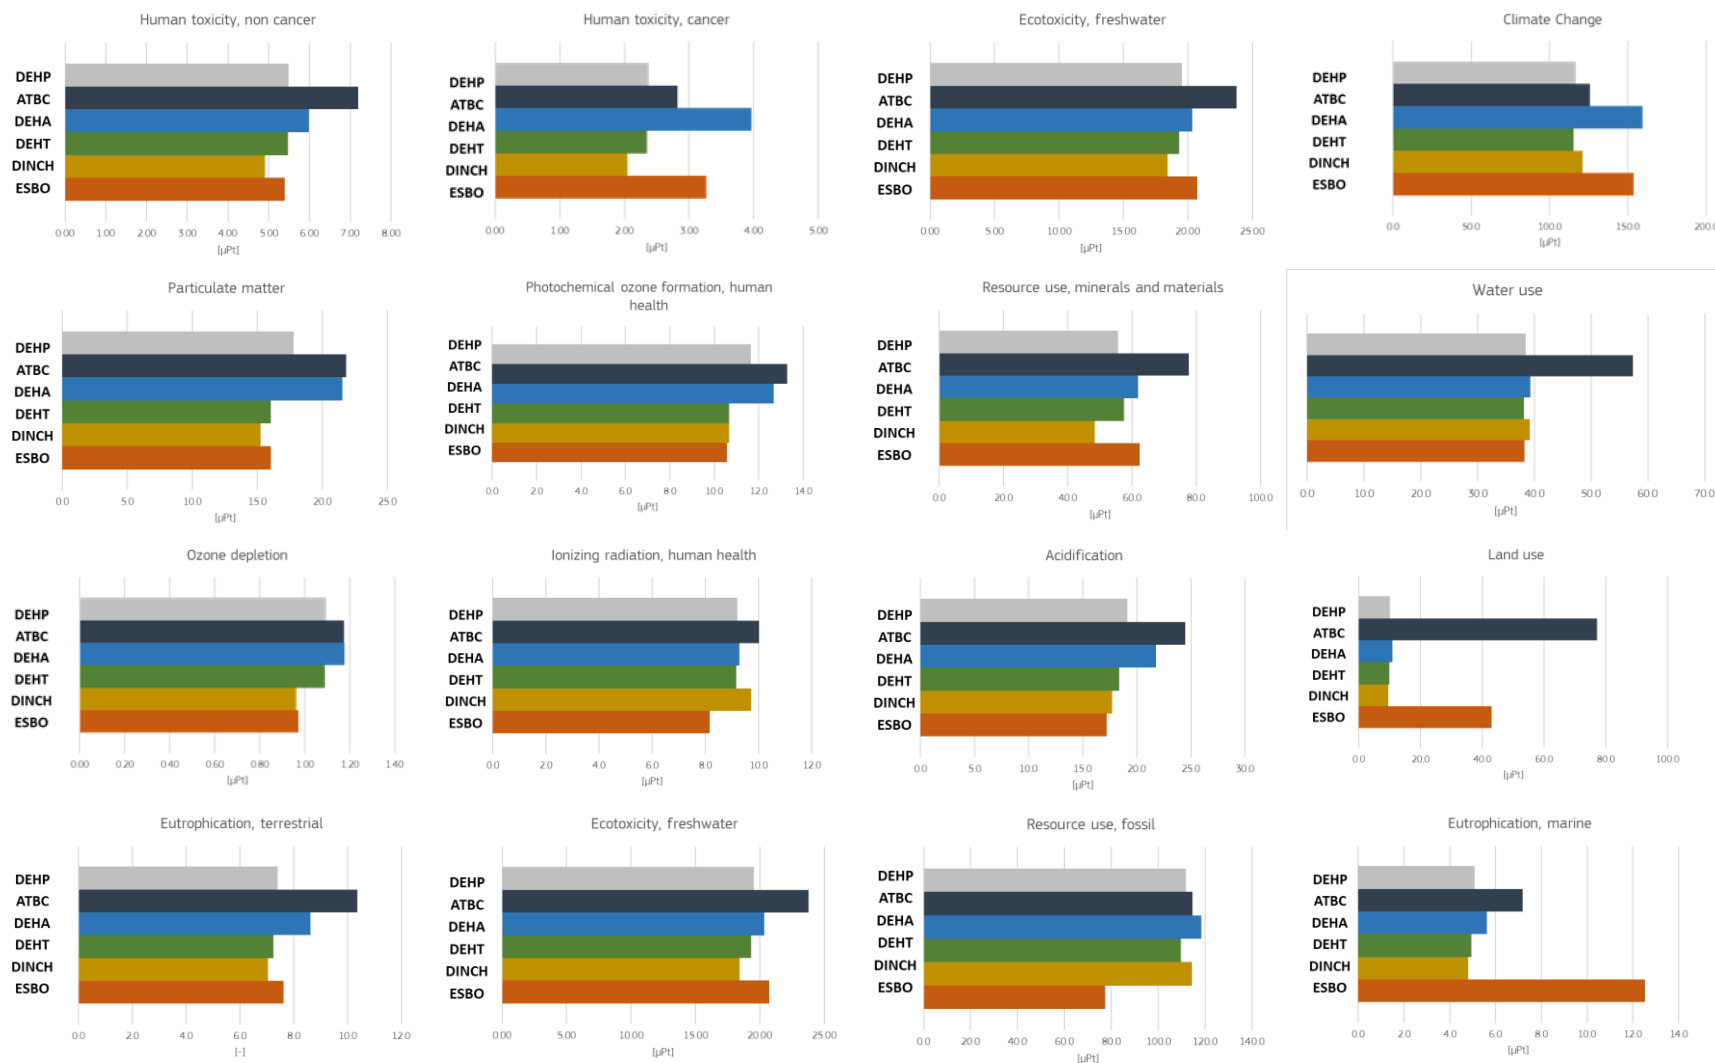 Human toxicity, non cancer
DEHP
ATBC
DEHA
DEHT
DINCH
ESBO
0.00 1.00 2.00 3.00 4.00 5.00 6.00 7.00 8.00
[µPt]
Human toxicity, cancer
DEHP
ATBC
DEHA
DEHT
DINCH
ESBO
0.00 1.00 2.00 3.00 4.00 5.00
[µPt]
Ecotoxicity, freshwater
DEHP
ATBC
DEHA
DEHT
DINCH
ESBO
0.00 5.00 10.00 15.00 20.00 25.00
[µPt]
Climate Change
DEHP
ATBC
DEHA
DEHT
DINCH
ESBO
0.0 50.0 100.0 150.0 200.0
[µPt]
Particulate matter
DEHP
ATBC
DEHA
DEHT
DINCH
ESBO
0.0 5.0 10.0 15.0 20.0 25.0
[µPt]
Photochemical ozone formation, human
health
DEHP
ATBC
DEHA
DEHT
DINCH
ESBO
0.0 2.0 4.0 6.0 8.0 10.0 12.0 14.0
[µPt]
Resource use, minerals and materials
DEHP
ATBC
DEHA
DEHT
DINCH
ESBO
0.0 20.0 40.0 60.0 80.0 100.0
[µPt]
Water use
0.0 10.0 20.0 30.0 40.0 50.0 60.0 70.0
[µPt]
Ozone depletion
DEHP
ATBC
DEHA
DEHT
DINCH
ESBO
0.00 0.20 0.40 0.60 0.80 1.00 1.20 1.40
[µPt]
Ionizing radiation, human health
DEHP
ATBC
DEHA
DEHT
DINCH
ESBO
0.0 2.0 4.0 6.0 8.0 10.0 12.0
[µPt]
Acidification
DEHP
ATBC
DEHA
DEHT
DINCH
ESBO
0.0 5.0 10.0 15.0 20.0 25.0 30.0
[µPt]
Land use
DEHP
ATBC
DEHA
DEHT
DINCH
ESBO
0.0 20.0 40.0 60.0 80.0 100.0
[µPt]
Eutrophication, terrestrial
DEHP
ATBC
DEHA
DEHT
DINCH
ESBO
0.0 2.0 4.0 6.0 8.0 10.0 12.0
[-]
Ecotoxicity, freshwater
DEHP
ATBC
DEHA
DEHT
DINCH
ESBO
0.00 5.00 10.00 15.00 20.00 25.00
[µPt]
Resource use, fossil
DEHP
ATBC
DEHA
DEHT
DINCH
ESBO
0.0 20.0 40.0 60.0 80.0 100.0 120.0 140.0
[µPt]
Eutrophication, marine
DEHP
ATBC
DEHA
DEHT
DINCH
ESBO
0.0 2.0 4.0 6.0 8.0 10.0 12.0 14.0
[µPt]